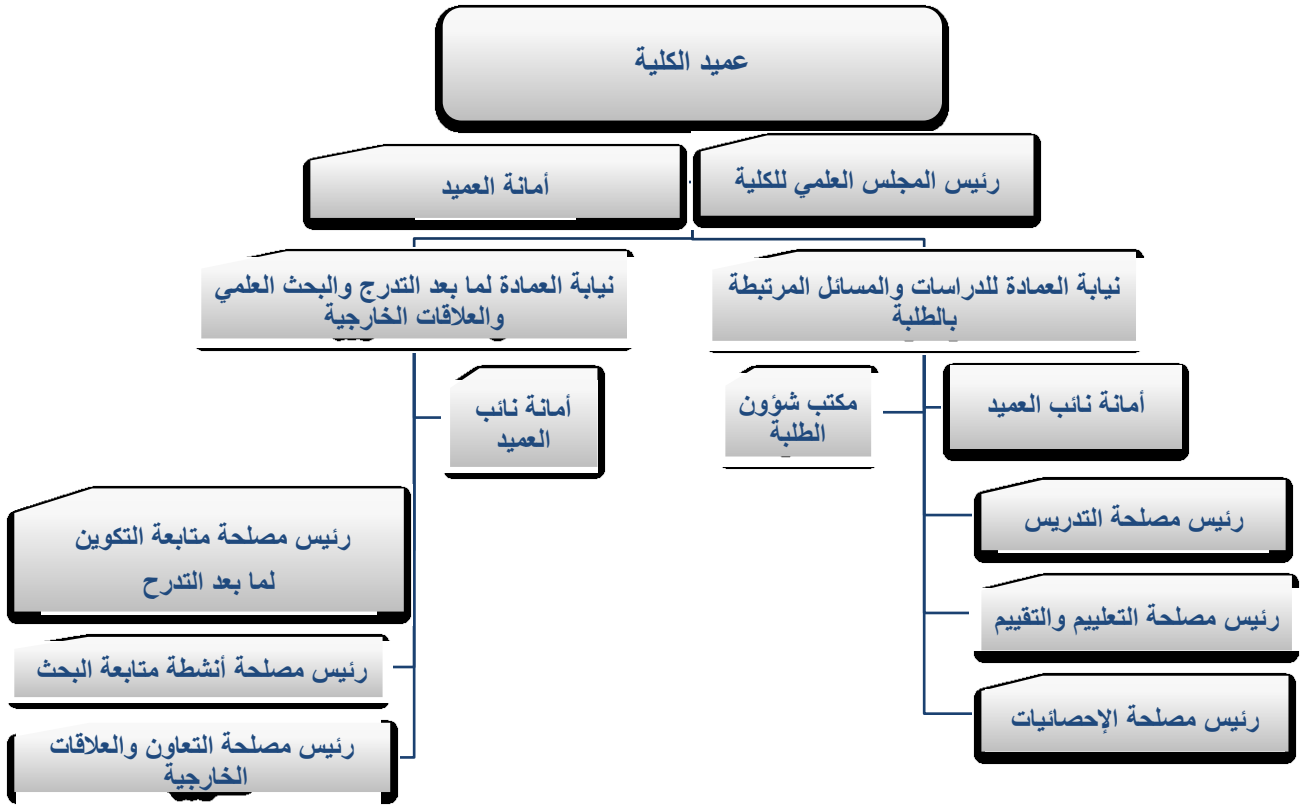 عميد الكلية
رئيس المجلس العلمي للكلية
أمانة العميد
نيابة العمادة للدراسات والمسائل المرتبطة
بالطلبة
نيابة العمادة لما بعد التدرج والبحث العلمي
والعلاقات الخارجية
أمانة نائب العميد
مكتب شؤون
الطلبة
أمانة نائب
العميد
رئيس مصلحة التدريس
رئيس مصلحة التعلييم والتقييم
رئيس مصلحة الإحصائيات
رئيس مصلحة متابعة التكوين
لما بعد التدرح
رئيس مصلحة أنشطة متابعة البحث
رئيس مصلحة التعاون والعلاقات
الخارجية